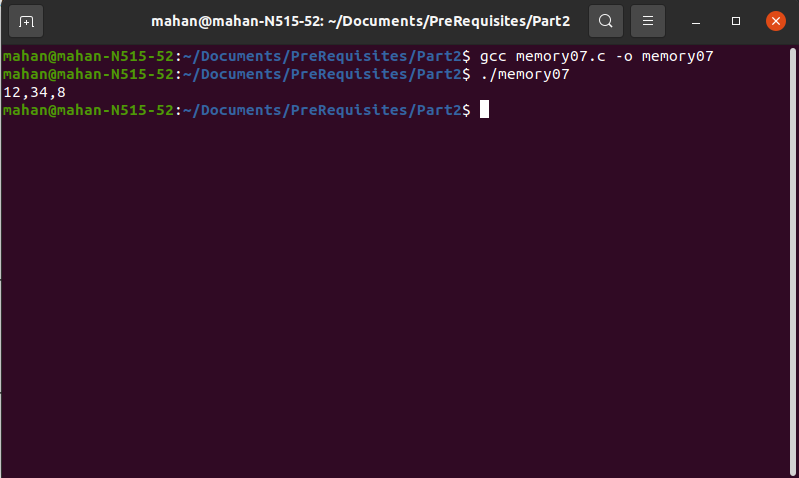 mahan@mahan-N515-52: ~/Documents/PreRequisites/Part2
mahan@mahan-N515-52:~/Documents/PreRequisites/Part2$ gcc memory07.c -o memory07
mahan@mahan-N515-52:~/Documents/PreRequisites/Part2$ ./memory07
12,34,8
mahan@mahan-N515-52:~/Documents/PreRequisites/Part2$